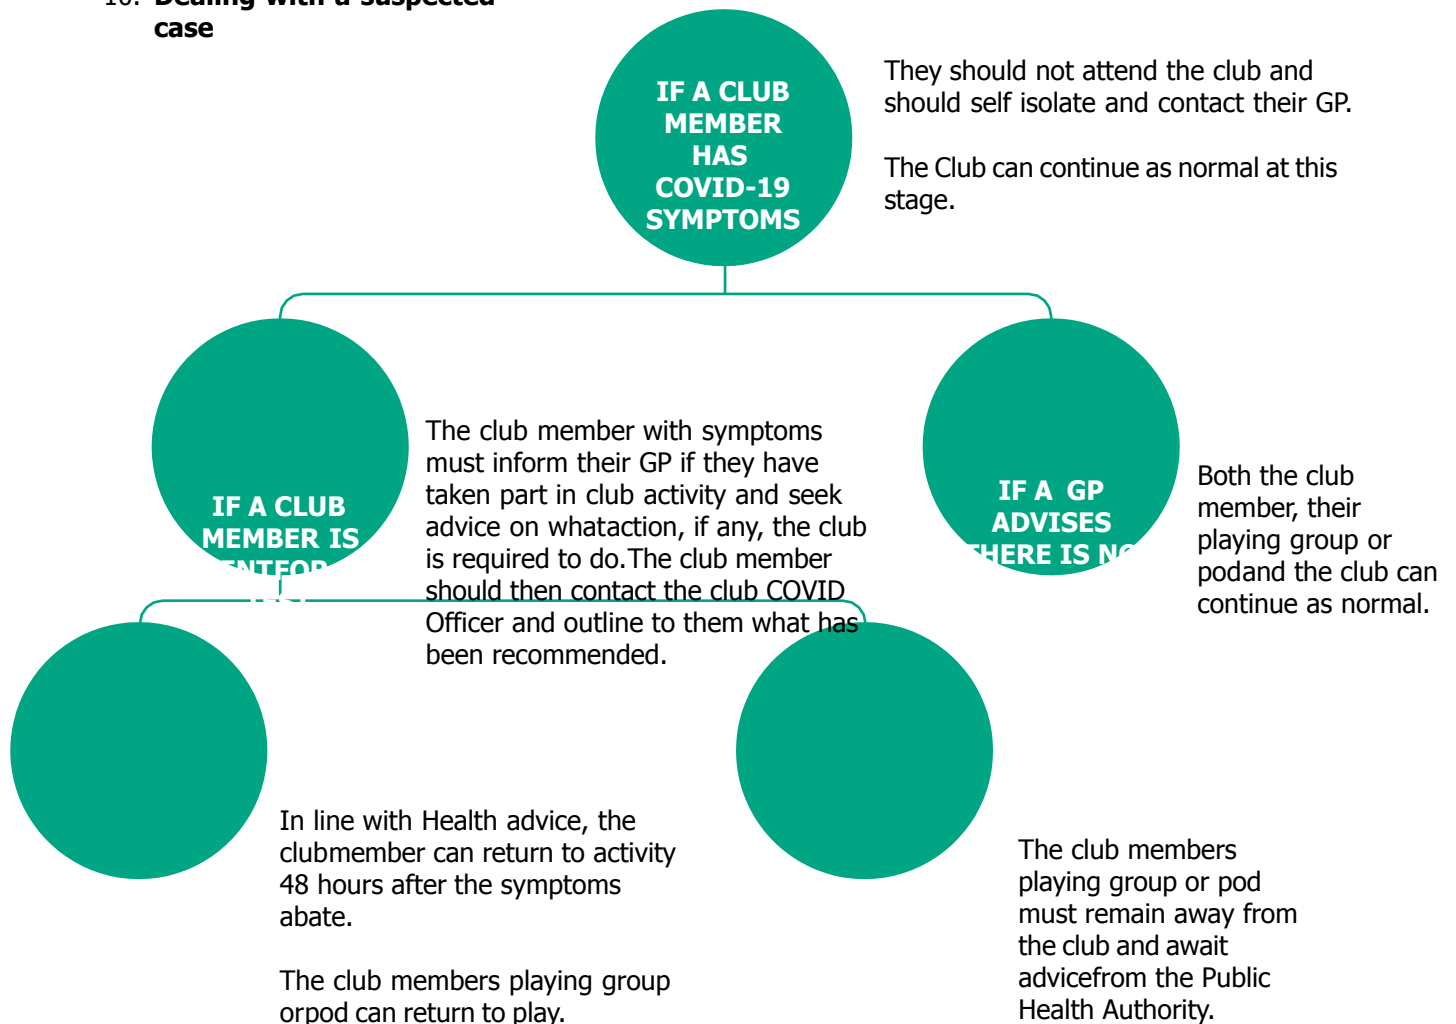 Dealing with a suspected
case
IF A CLUB
MEMBER
HAS
COVID-19
SYMPTOMS
They should not attend the club and
should self isolate and contact their GP.
The Club can continue as normal at this
stage.
IF A CLUB
MEMBER IS
The club member with symptoms
must inform their GP if they have
taken part in club activity and seek
advice on whataction, if any, the club
is required to do.The club member
should then contact the club COVID
Officer and outline to them what has
been recommended.
IF A GP
ADVISES
THERE IS NO
Both the club
member, their
playing group or
podand the club can
continue as normal.
In line with Health advice, the
clubmember can return to activity
48 hours after the symptoms
abate.
The club members playing group
orpod can return to play.
The club members
playing group or pod
must remain away from
the club and await
advicefrom the Public
Health Authority.